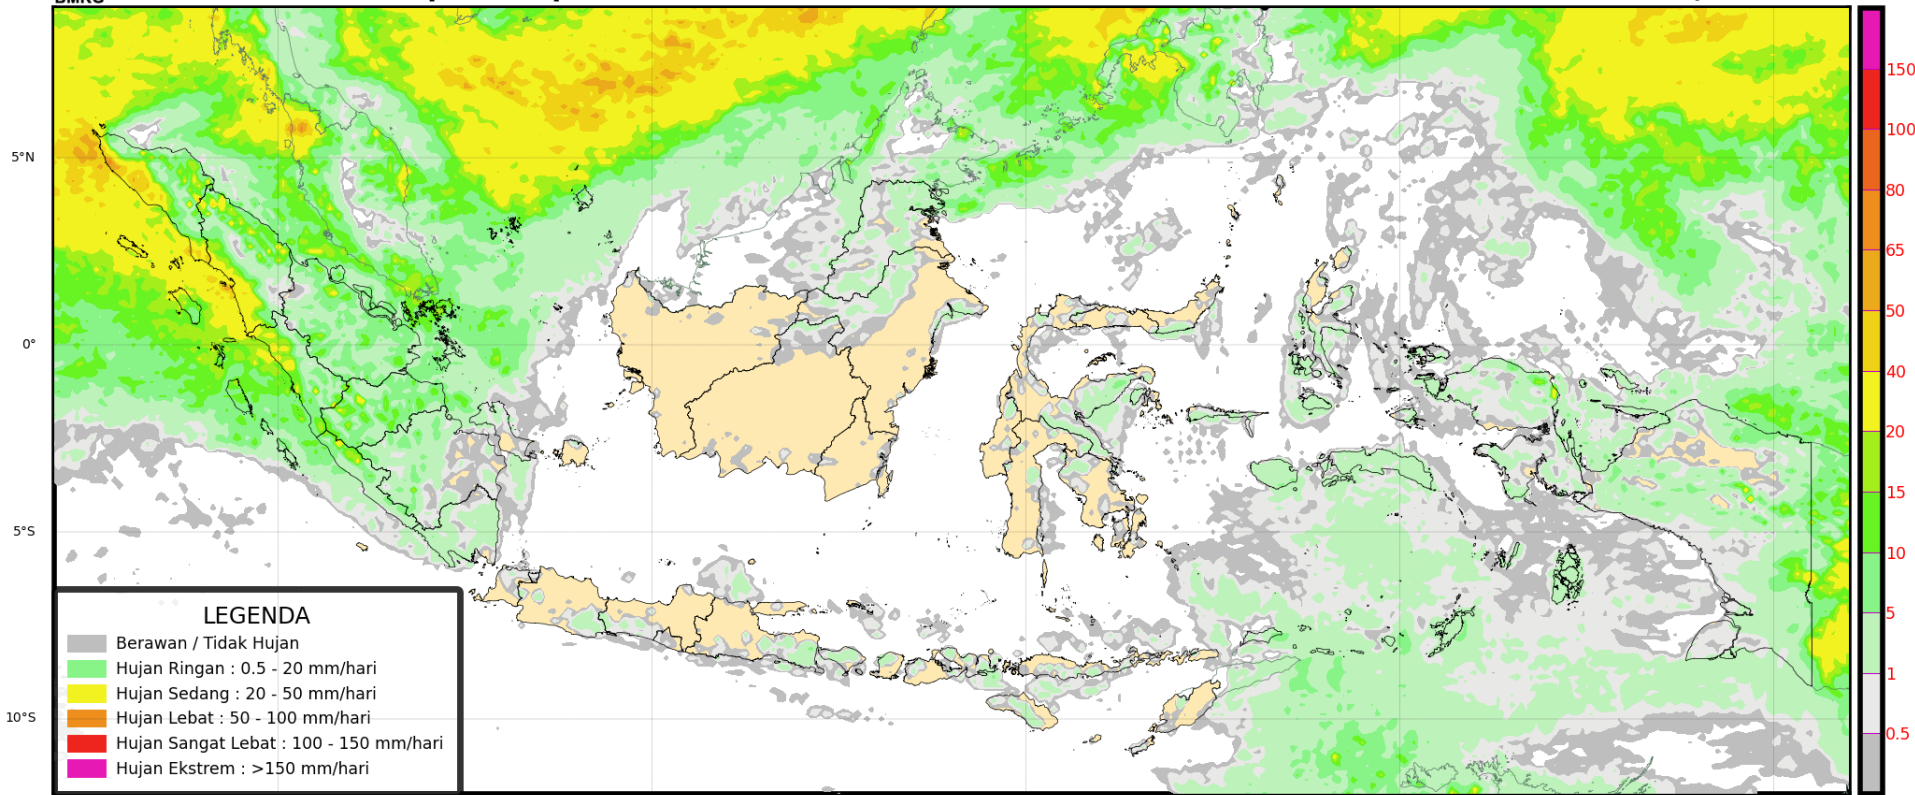 BMKG
5°N
0°
5°S
10°S
LEGENDA
Berawan / Tidak Hujan
Hujan Ringan : 0.5 - 20 mm/hari
Hujan Sedang : 20 - 50 mm/hari
Hujan Lebat : 50 - 100 mm/hari
Hujan Sangat Lebat : 100 - 150 mm/hari
Hujan Ekstrem : >150 mm/hari
150
100
80
65
50
40
20
15
10
5
1
0.5